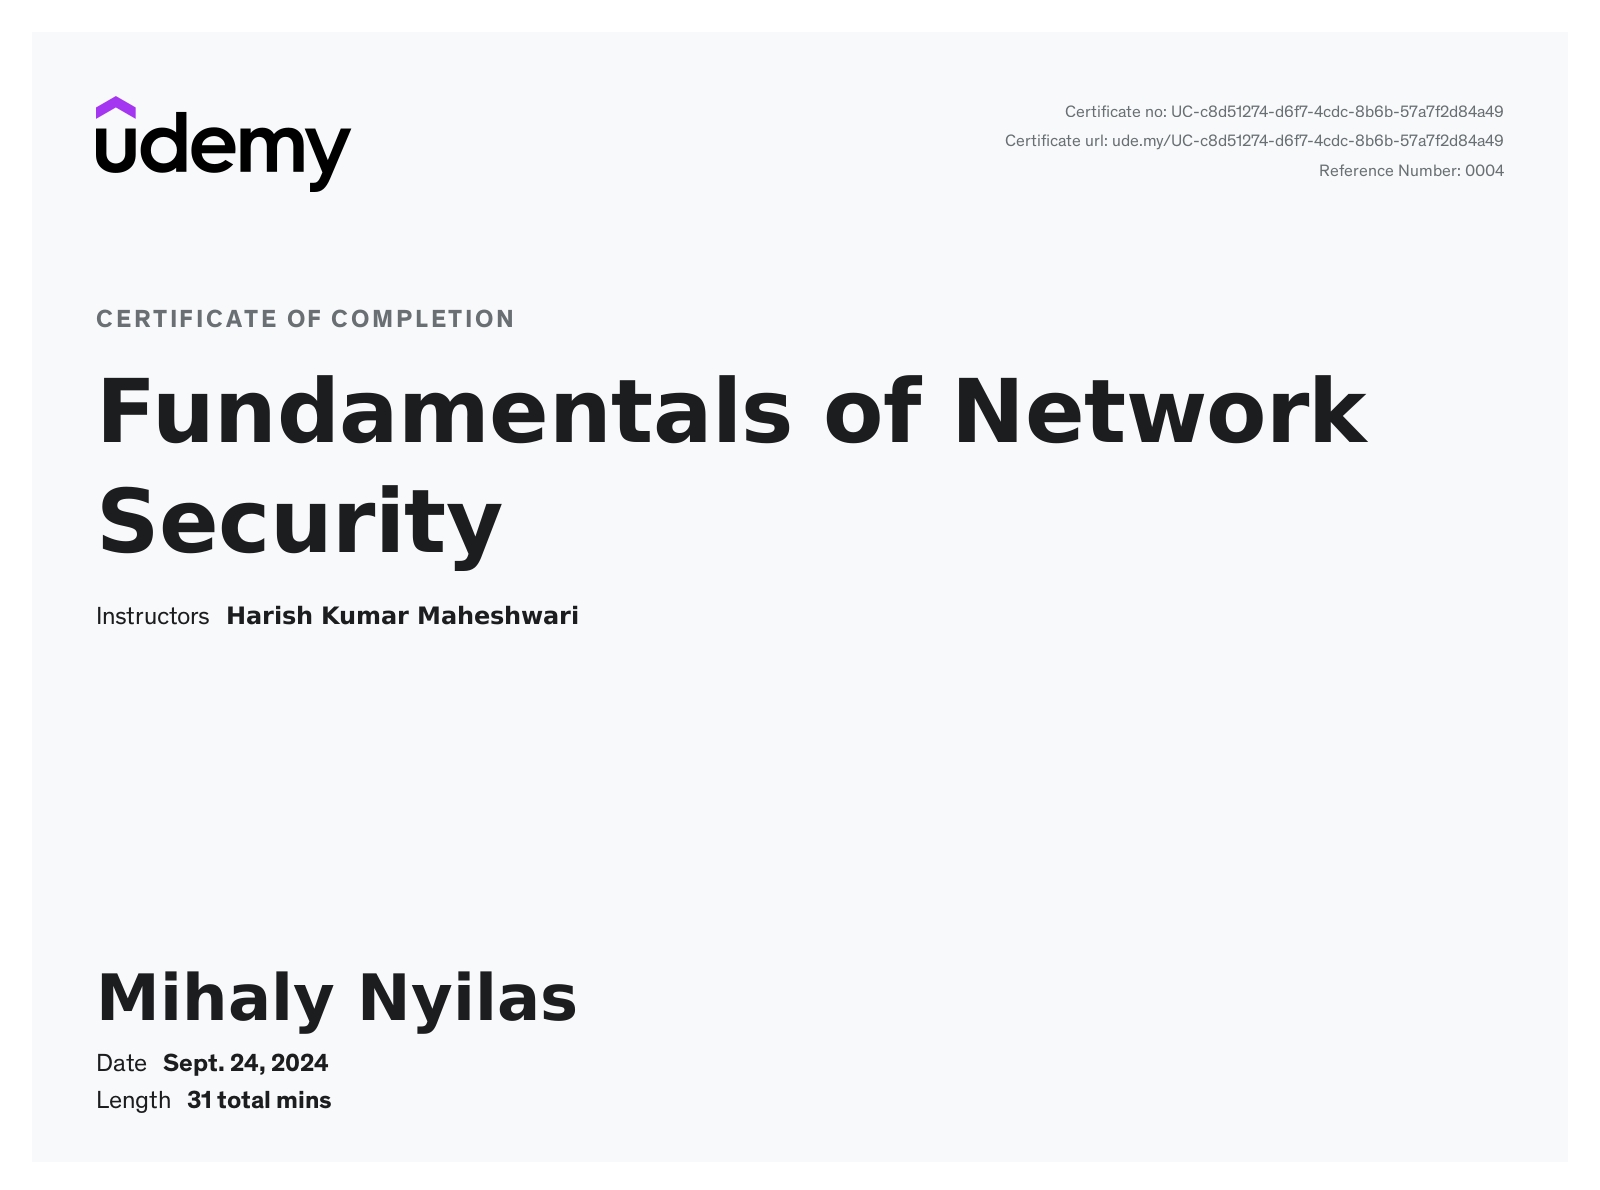 udemy
Certificate no: UC-c8d51274-d6f7-4cdc-8b6b-57a7f2d84a49
Certificate url: ude.my/UC-c8d51274-d6f7-4cdc-8b6b-57a7f2d84a49
Reference Number: 0004
CERTIFICATE OF COMPLETION
Fundamentals of Network
Security
Instructors Harish Kumar Maheshwari
Mihaly Nyilas
Date Sept. 24, 2024
Length 31 total mins